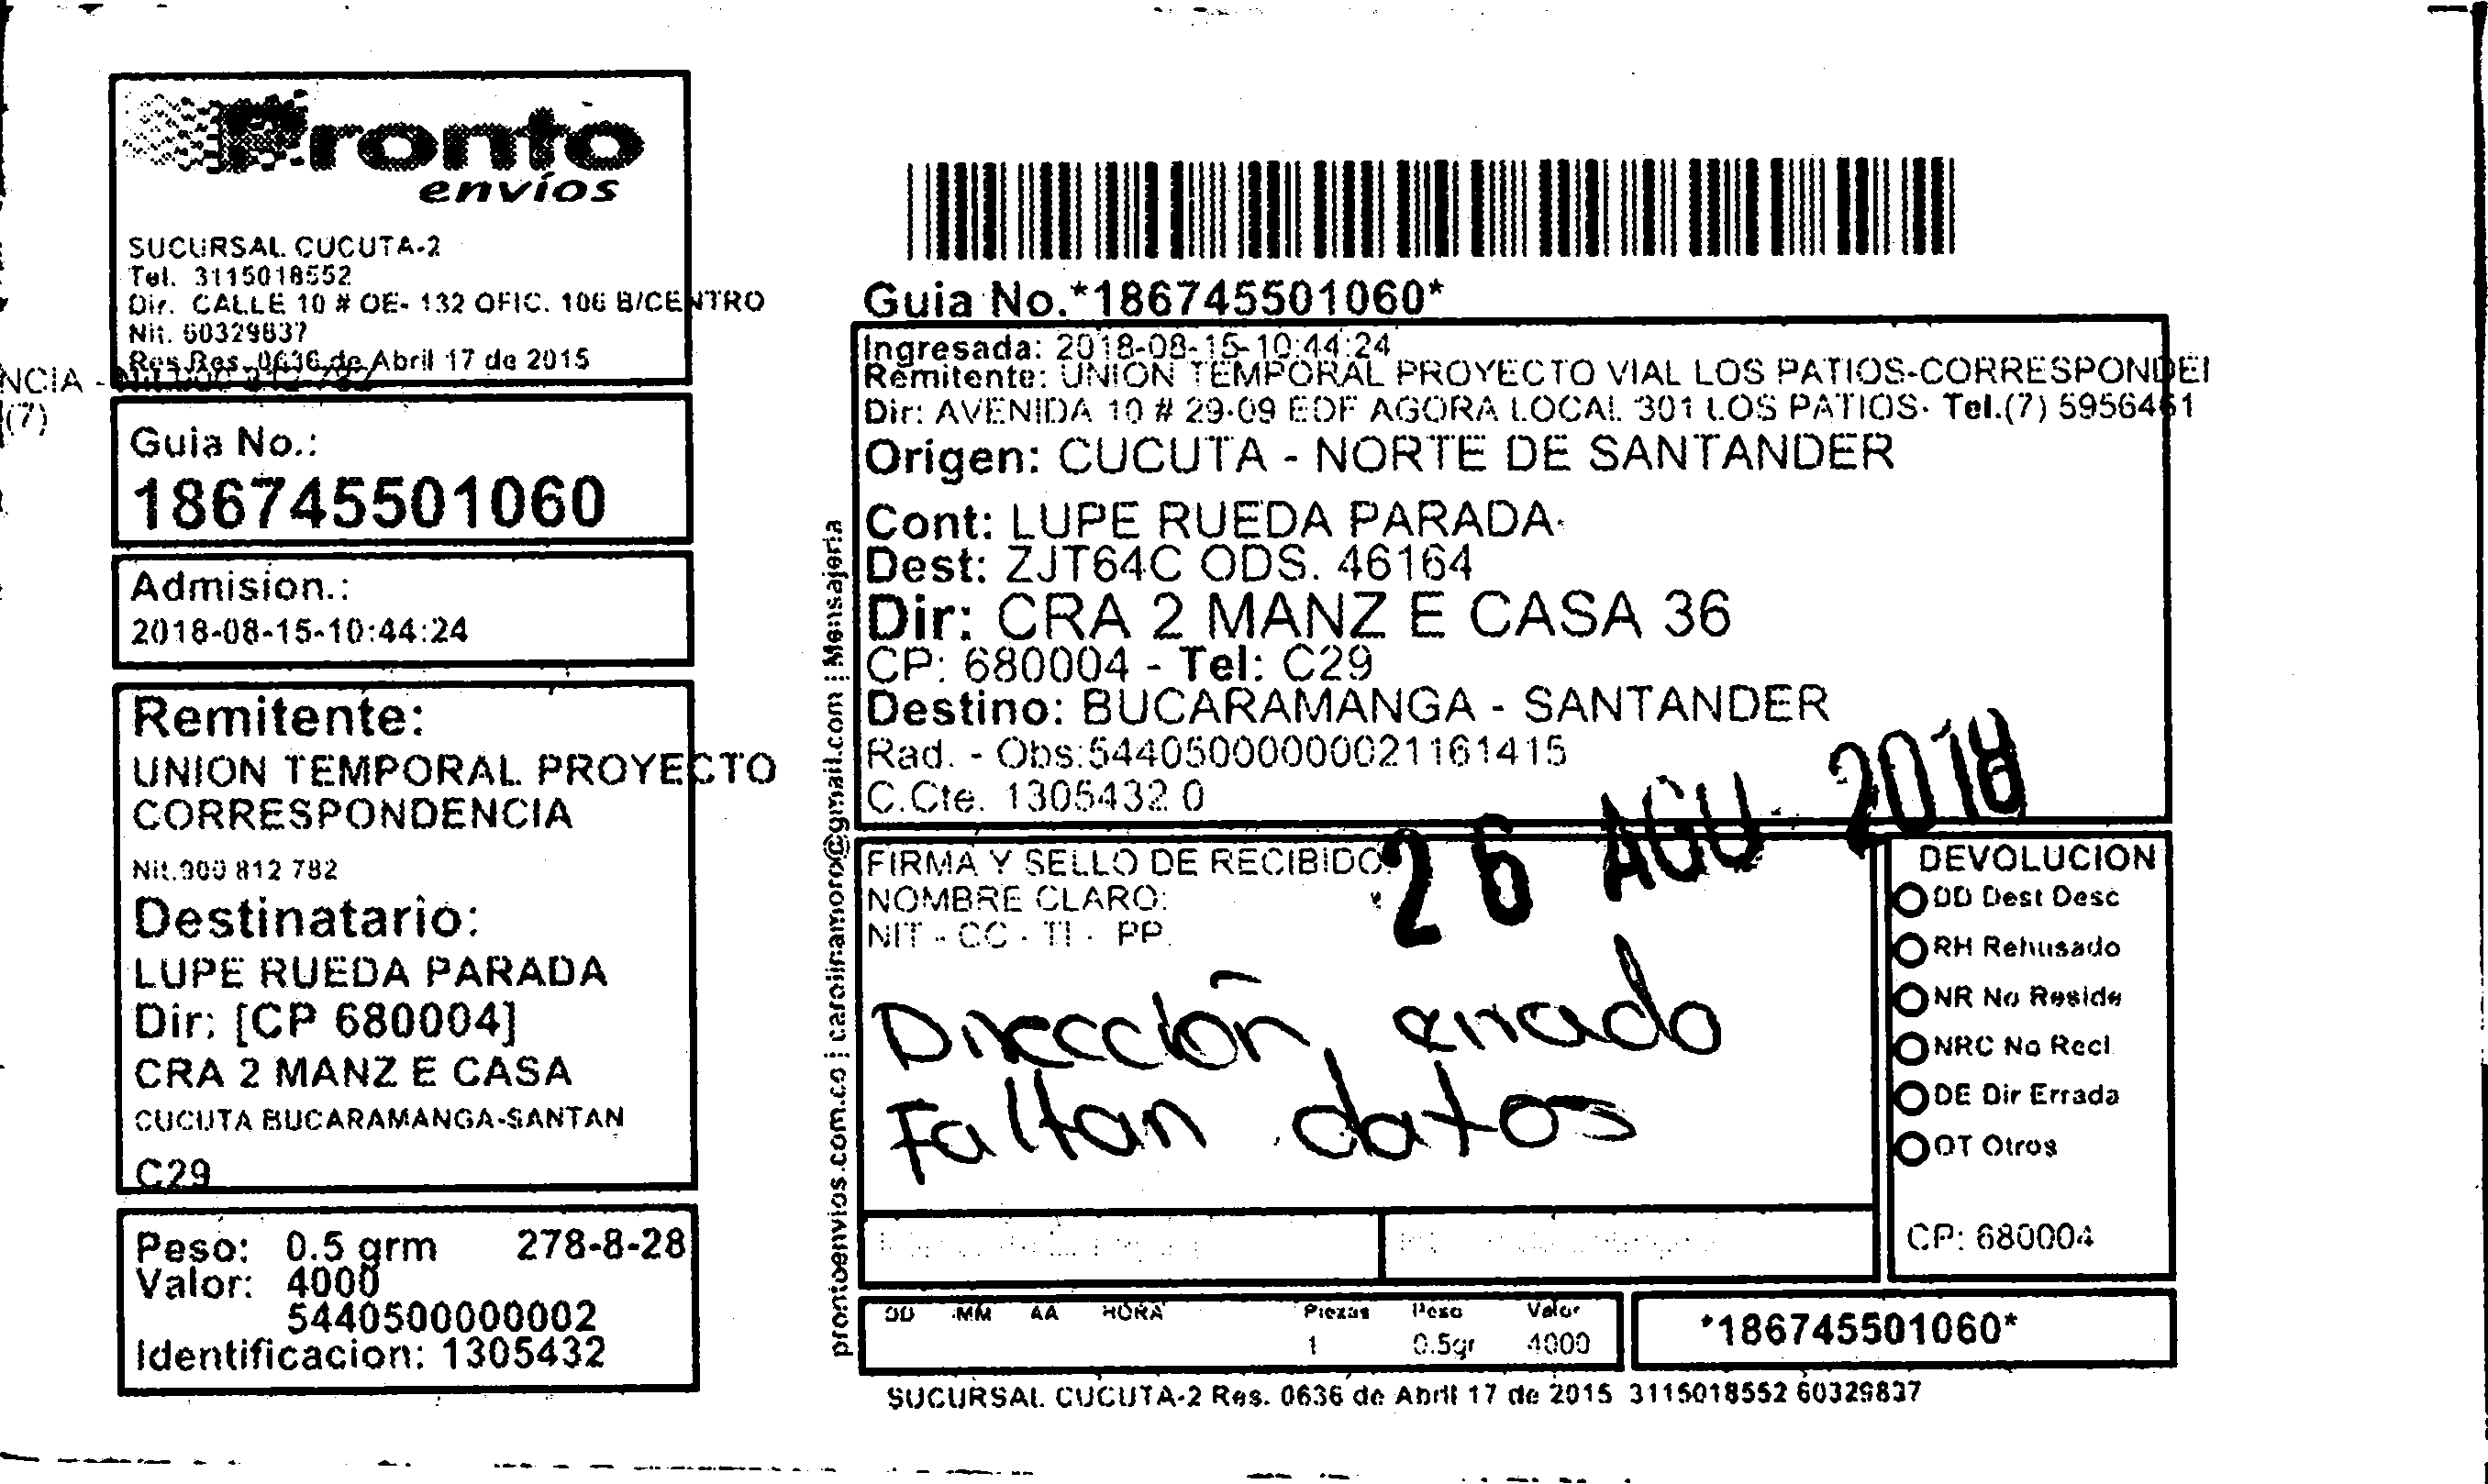 Pronto
envíos
SUCURSAL CUCUTA-2
Tel. 3115018552
Dir. CALLE 10 # OE- 132 OFIC. 106 B/CENTRO
Nit. 60329837
Res.Res. 0636 de Abril 17 de 2015
NCIA -
(7)
Guia No.:
186745501060
Admision.:
2018-08-15-10:44:24
Remitente:
UNION TEMPORAL PROYECTO
CORRESPONDENCIA
Nit.900 812 782
Destinatario:
LUPE RUEDA PARADA
Dir: [CP 680004]
CRA 2 MANZ E CASA
CUCUTA BUCARAMANGA-SANTAN
C29
Peso: 0.5 grm 278-8-28
Valor: 4000
5440500000002
Identificacion: 1305432
prontoenvios.com.co | carolinamoro@gmail.com | Mensajeria
Guia No.*186745501060*
Ingresada: 2018-08-15-10:44:24
Remitente: UNION TEMPORAL PROYECTO VIAL LOS PATIOS-CORRESPONDEI
Dir: AVENIDA 10 # 29-09 EDF AGORA LOCAL 301 LOS PATIOS- Tel.(7) 5956461
Origen: CUCUTA - NORTE DE SANTANDER
Cont: LUPE RUEDA PARADA
Dest: ZJT64C ODS. 46164
Dir: CRA 2 MANZ E CASA 36
CP: 680004 - Tel: C29
Destino: BUCARAMANGA - SANTANDER
Rad. - Obs:544050000000021161415
C.Cte. 1305432 0
26 AGU. 2018
FIRMA Y SELLO DE RECIBIDO:
NOMBRE CLARO:
NIT - CC - TI - PP.
Dirección errado
Faltan datos
DEVOLUCION
DD Dest Desc
RH Rehusado
NR No Reside
NRC No Recl
DE Dir Errada
OT Otros
CP: 680004
DD MM AA HORA Piezas Peso Valor
1 0.5gr 4000
*186745501060*
SUCURSAL CUCUTA-2 Res. 0636 de Abril 17 de 2015 3115018552 60329837